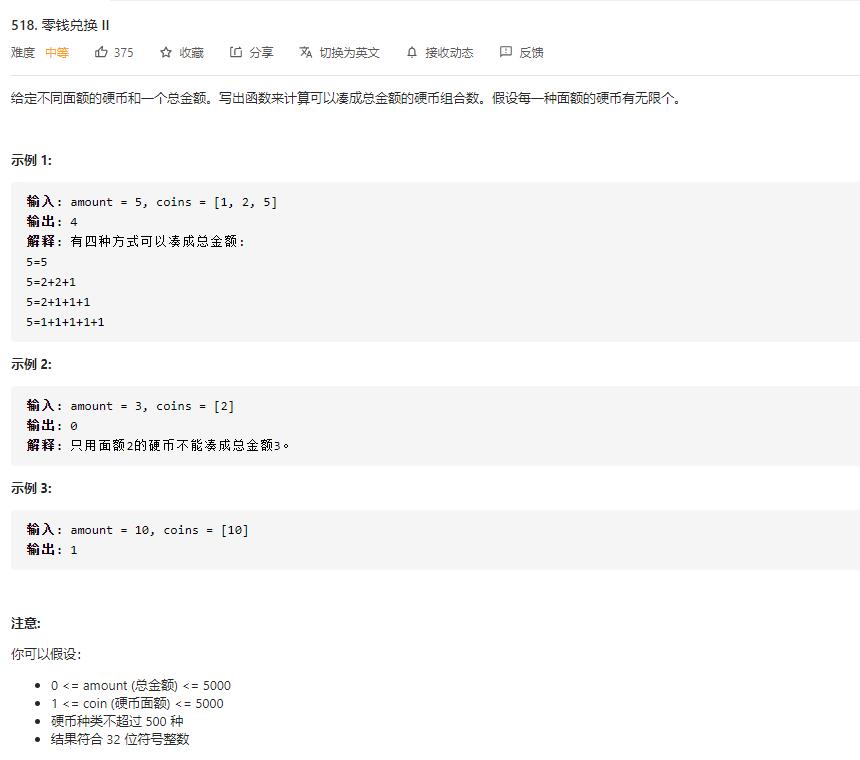 518. 零钱兑换 II
难度 中等 375 收藏 分享 切换为英文 接收动态 反馈
给定不同面额的硬币和一个总金额。写出函数来计算可以凑成总金额的硬币组合数。假设每一种面额的硬币有无限个。
示例 1:
输入: amount = 5, coins = [1, 2, 5]
输出: 4
解释: 有四种方式可以凑成总金额:
5=5
5=2+2+1
5=2+1+1+1
5=1+1+1+1+1
示例 2:
输入: amount = 3, coins = [2]
输出: 0
解释: 只用面额2的硬币不能凑成总金额3。
示例 3:
输入: amount = 10, coins = [10]
输出: 1
注意:
你可以假设:
• 0 <= amount (总金额) <= 5000
• 1 <= coin (硬币面额) <= 5000
• 硬币种类不超过 500 种
• 结果符合 32 位符号整数